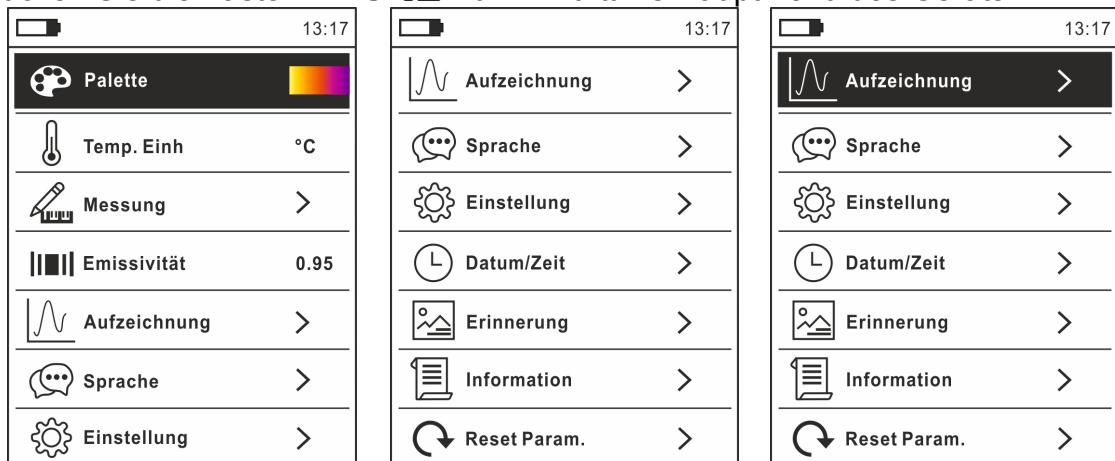 13:17
Palette
Temp. Einh °C
Messung
Emissivität 0.95
Aufzeichnung
Sprache
Einstellung
13:17
Aufzeichnung
Sprache
Einstellung
Datum/Zeit
Erinnerung
Information
Reset Param.
13:17
Aufzeichnung
Sprache
Einstellung
Datum/Zeit
Erinnerung
Information
Reset Param.